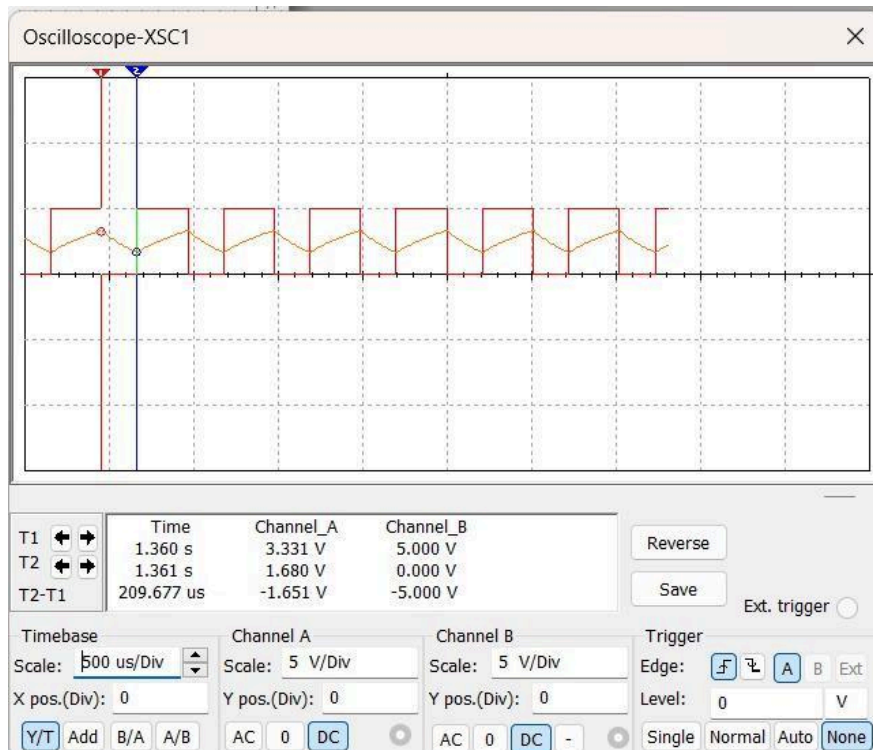 Oscilloscope-XSC1
1 2
Time Channel_A Channel_B
T1 1.360 s 3.331 V 5.000 V
T2 1.361 s 1.680 V 0.000 V
T2-T1 209.677 us -1.651 V -5.000 V
Reverse
Save
Ext. trigger
Timebase Channel A Channel B Trigger
Scale: 500 us/Div Scale: 5 V/Div Scale: 5 V/Div Edge: A B Ext
X pos.(Div): 0 Y pos.(Div): 0 Y pos.(Div): 0 Level: 0 V
Y/T Add B/A A/B AC 0 DC AC 0 DC - Single Normal Auto None